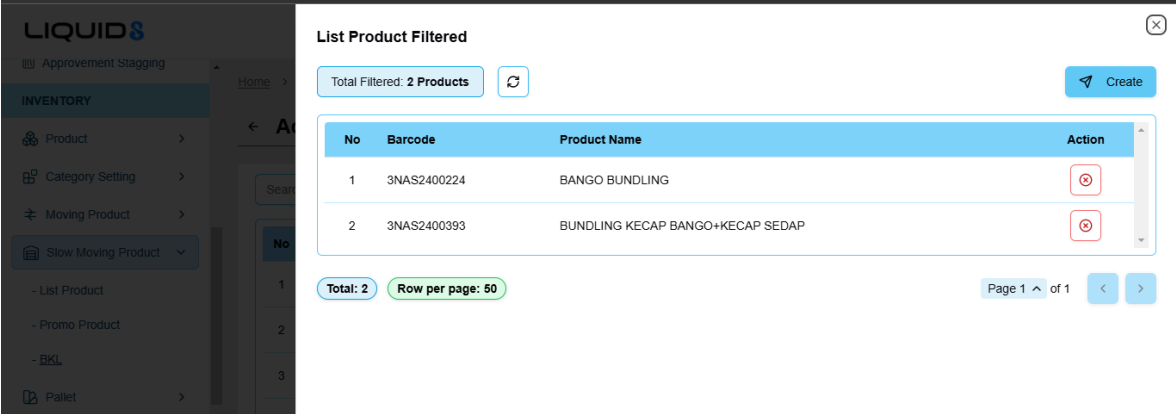 LIQUID8
Approvement Stagging
INVENTORY
Product
Category Setting
Moving Product
Slow Moving Product
- List Product
- Promo Product
- BKL
Pallet
Home
Ad
Sear
No
1
2
3
List Product Filtered
Total Filtered: 2 Products
Create
No Barcode Product Name Action
1 3NAS2400224 BANGO BUNDLING
2 3NAS2400393 BUNDLING KECAP BANGO+KECAP SEDAP
Total: 2 Row per page: 50 Page 1 of 1